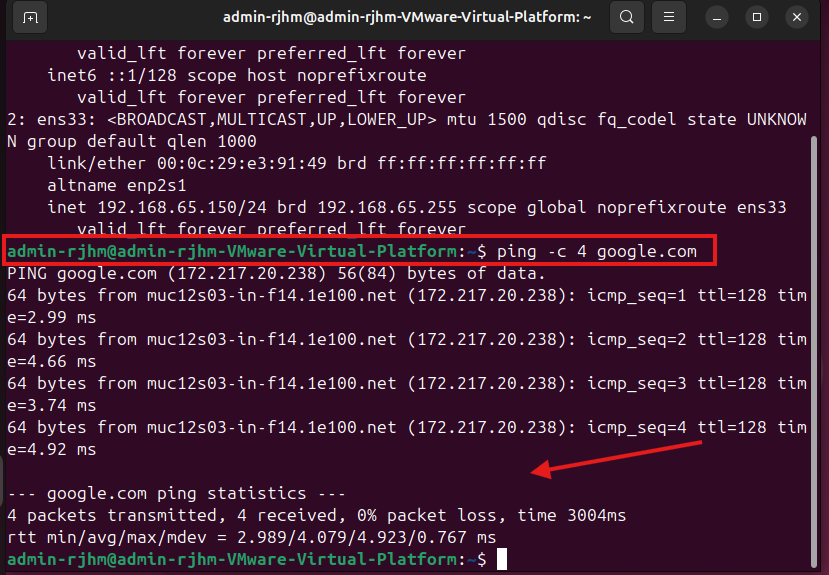 admin-rjhm@admin-rjhm-VMware-Virtual-Platform: ~
valid_lft forever preferred_lft forever
inet6 ::1/128 scope host noprefixroute
valid_lft forever preferred_lft forever
2: ens33: <BROADCAST,MULTICAST,UP,LOWER_UP> mtu 1500 qdisc fq_codel state UNKNOW
N group default qlen 1000
link/ether 00:0c:29:e3:91:49 brd ff:ff:ff:ff:ff:ff
altname enp2s1
inet 192.168.65.150/24 brd 192.168.65.255 scope global noprefixroute ens33
valid_lft forever preferred_lft forever
admin-rjhm@admin-rjhm-VMware-Virtual-Platform:~$ ping -c 4 google.com
PING google.com (172.217.20.238) 56(84) bytes of data.
64 bytes from muc12s03-in-f14.1e100.net (172.217.20.238): icmp_seq=1 ttl=128 tim
e=2.99 ms
64 bytes from muc12s03-in-f14.1e100.net (172.217.20.238): icmp_seq=2 ttl=128 tim
e=4.66 ms
64 bytes from muc12s03-in-f14.1e100.net (172.217.20.238): icmp_seq=3 ttl=128 tim
e=3.74 ms
64 bytes from muc12s03-in-f14.1e100.net (172.217.20.238): icmp_seq=4 ttl=128 tim
e=4.92 ms
--- google.com ping statistics ---
4 packets transmitted, 4 received, 0% packet loss, time 3004ms
rtt min/avg/max/mdev = 2.989/4.079/4.923/0.767 ms
admin-rjhm@admin-rjhm-VMware-Virtual-Platform:~$